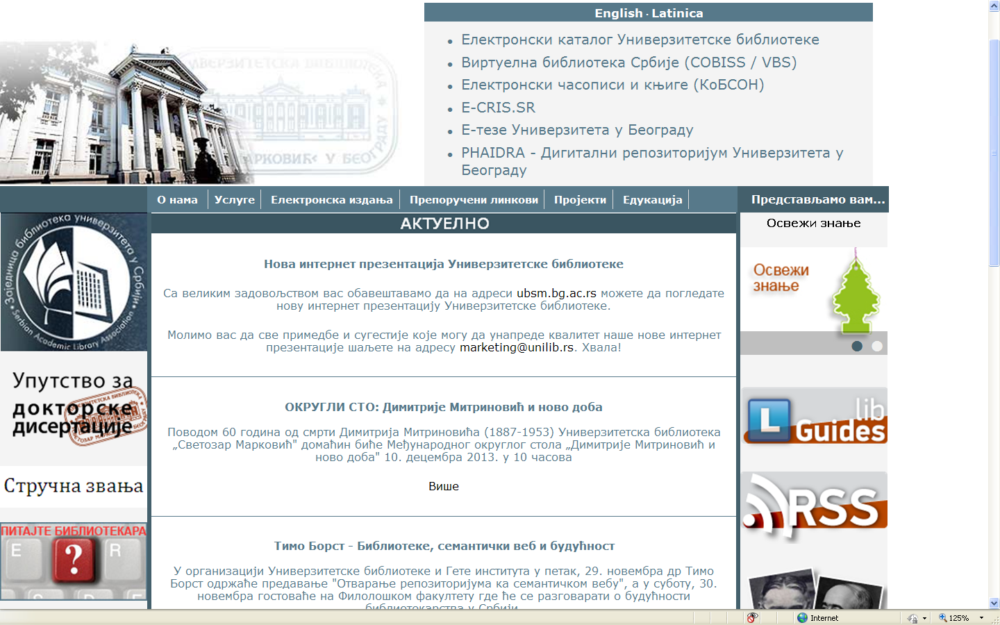 English · Latinica
УНИВЕРЗИТЕТСКА БИБЛИОТЕКА
МАРКОВИЋ< У БЕОГРАДУ
• Електронски каталог Универзитетске библиотеке
• Виртуелна библиотека Србије (COBISS / VBS)
• Електронски часописи и књиге (КоБСОН)
• E-CRIS.SR
• Е-тезе Универзитета у Београду
• PHAIDRA - Дигитални репозиторијум Универзитета у
Београду
О нама Услуге Електронска издања Препоручени линкови Пројекти Едукација
Представљамо вам...
Заједница библиотека универзитета у Србији
Serbian Academic Library Association
Упутство за
докторске
дисертације
Стручна звања
ПИТАЈТЕ БИБЛИОТЕКАРА
E ? R
S D F
АКТУЕЛНО
Нова интернет презентација Универзитетске библиотеке
Са великим задовољством вас обавештавамо да на адреси ubsm.bg.ac.rs можете да погледате
нову интернет презентацију Универзитетске библиотеке.
Молимо вас да све примедбе и сугестије које могу да унапреде квалитет наше нове интернет
презентације шаљете на адресу marketing@unilib.rs. Хвала!
ОКРУГЛИ СТО: Димитрије Митриновић и ново доба
Поводом 60 година од смрти Димитрија Митриновића (1887-1953) Универзитетска библиотека
„Светозар Марковић" домаћин биће Међународног округлог стола „Димитрије Митриновић и
ново доба" 10. децембра 2013. у 10 часова
Више
Тимо Борст - Библиотеке, семантички веб и будућност
У организацији Универзитетске библиотеке и Гете института у петак, 29. новембра др Тимо
Борст одржаће предавање "Отварање репозиторијума ка семантичком вебу", а у суботу, 30.
новембра гостоваће на Филолошком факултету где ће се разговарати о будућности
библиотекарства у Србији
Освежи знање
Освежи
знање
L lib
Guides
RSS
Internet
125%